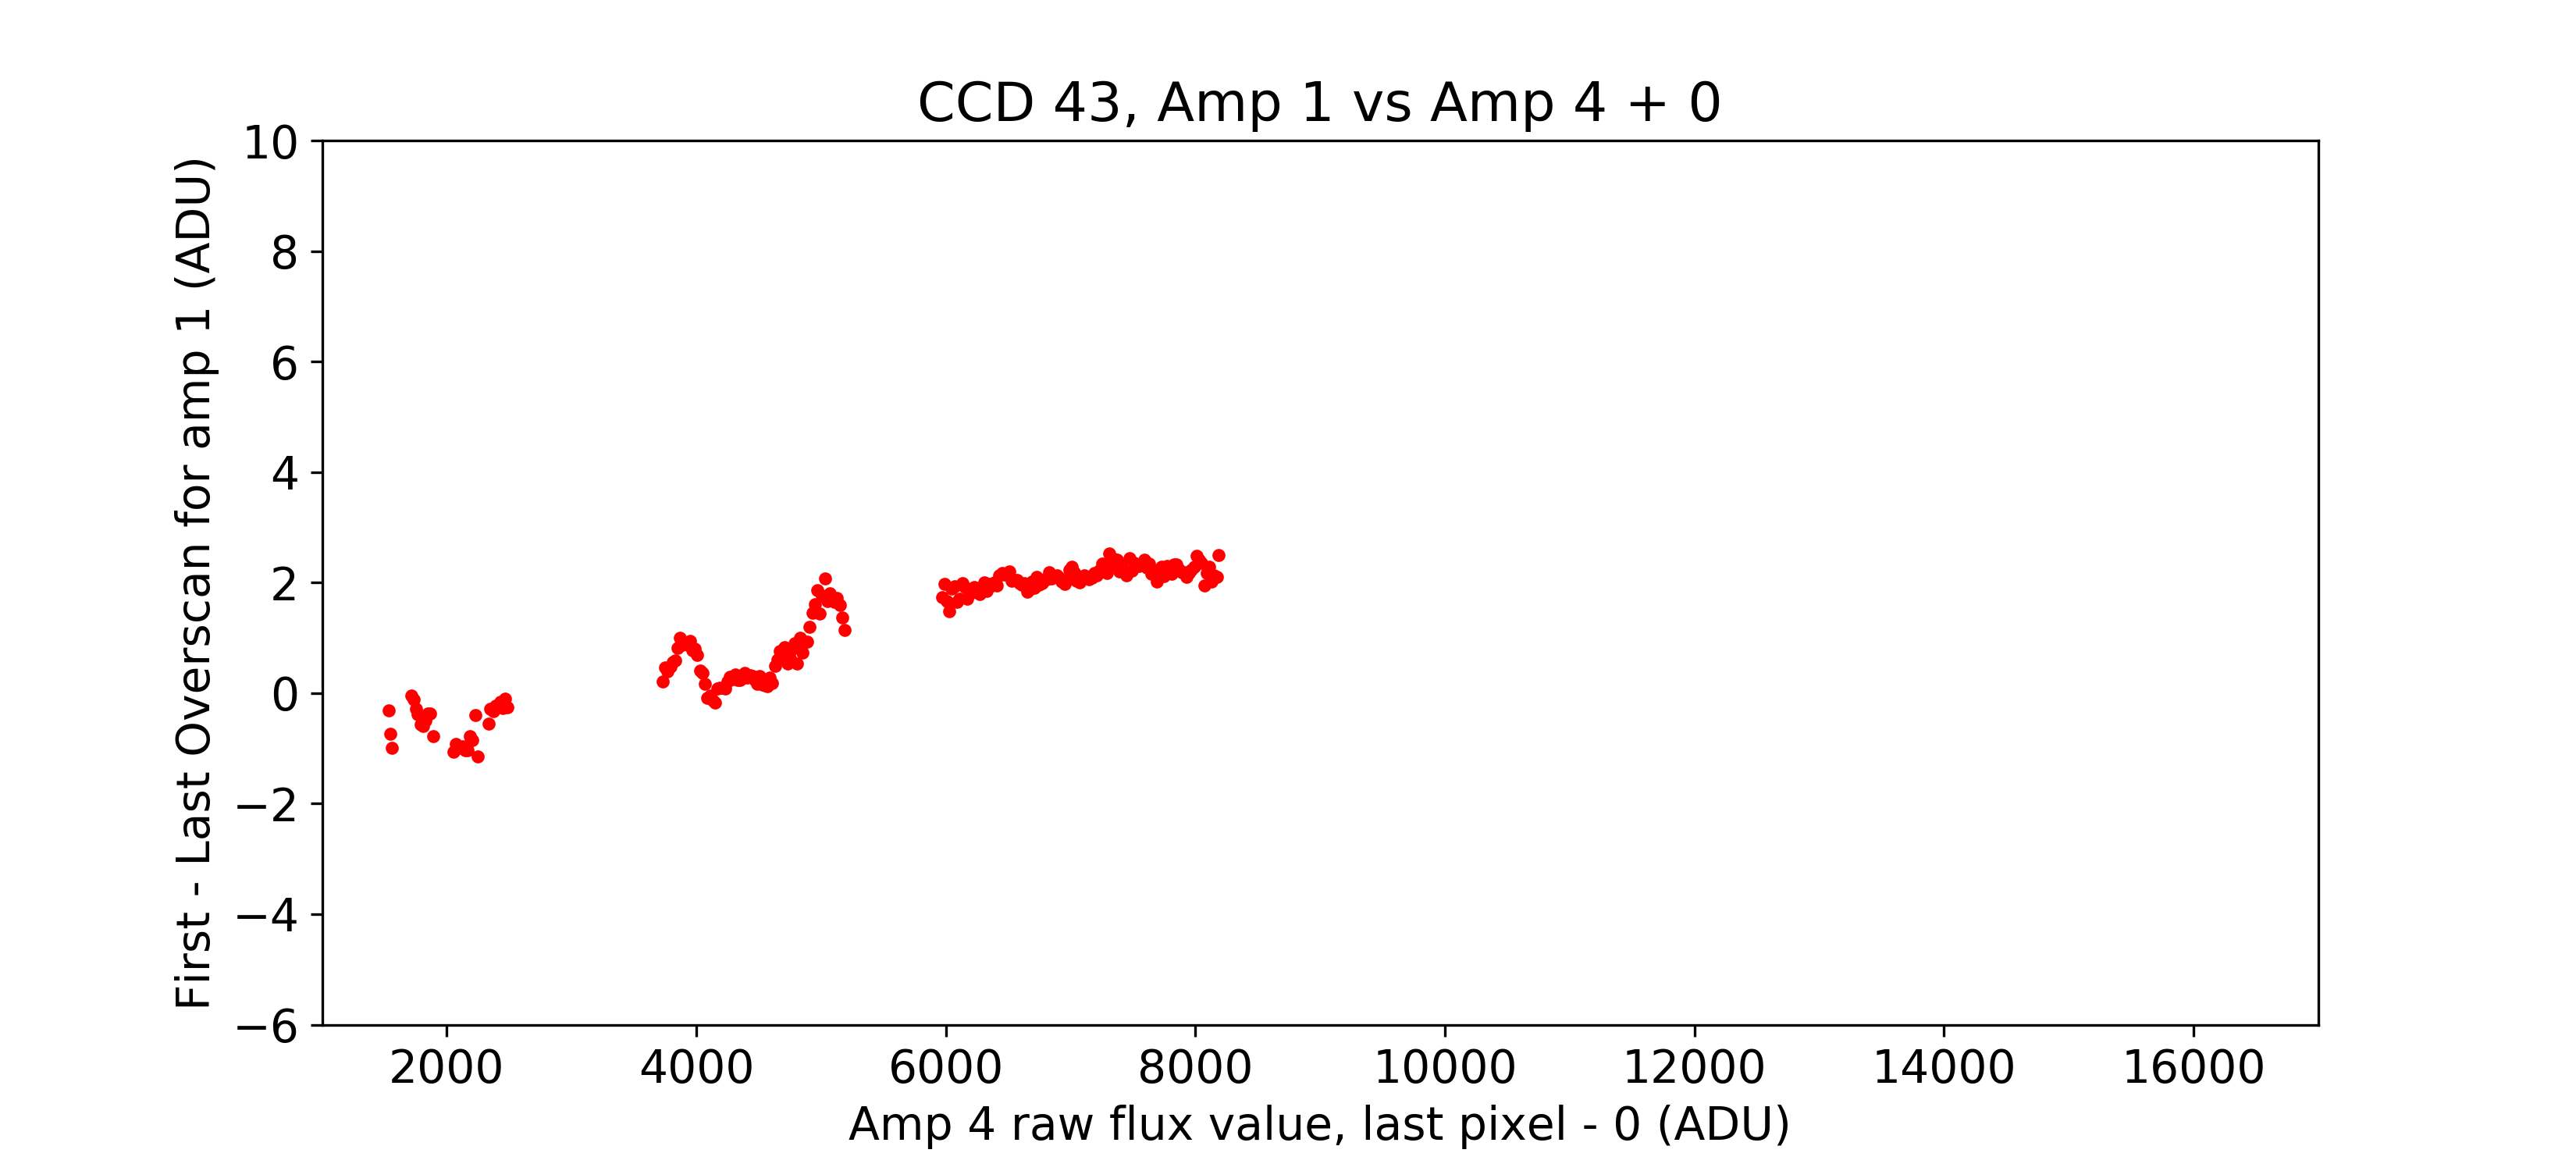 CCD 43, Amp 1 vs Amp 4 + 0
First - Last Overscan for amp 1 (ADU)
10
8
6
4
2
0
−2
−4
−6
2000 4000 6000 8000 10000 12000 14000 16000
Amp 4 raw flux value, last pixel - 0 (ADU)